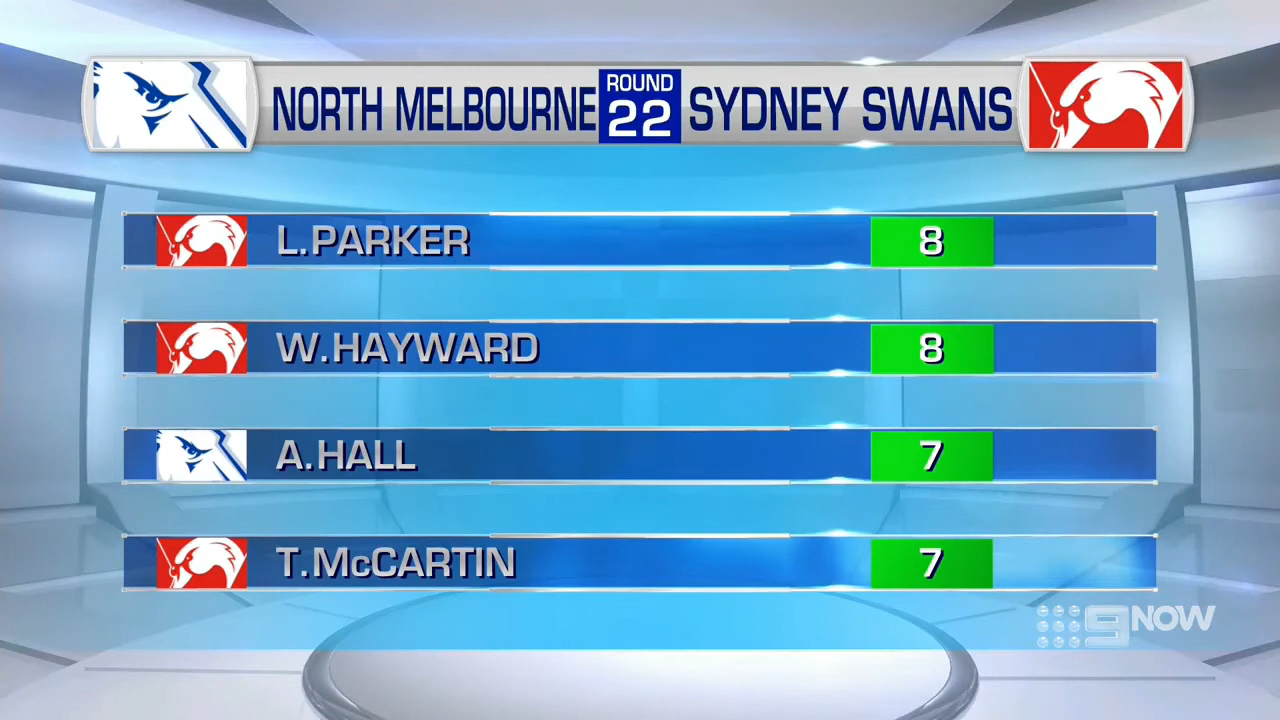 NORTH MELBOURNE ROUND 22 SYDNEY SWANS
L.PARKER 8
W.HAYWARD 8
A.HALL 7
T.McCARTIN 7
9NOW